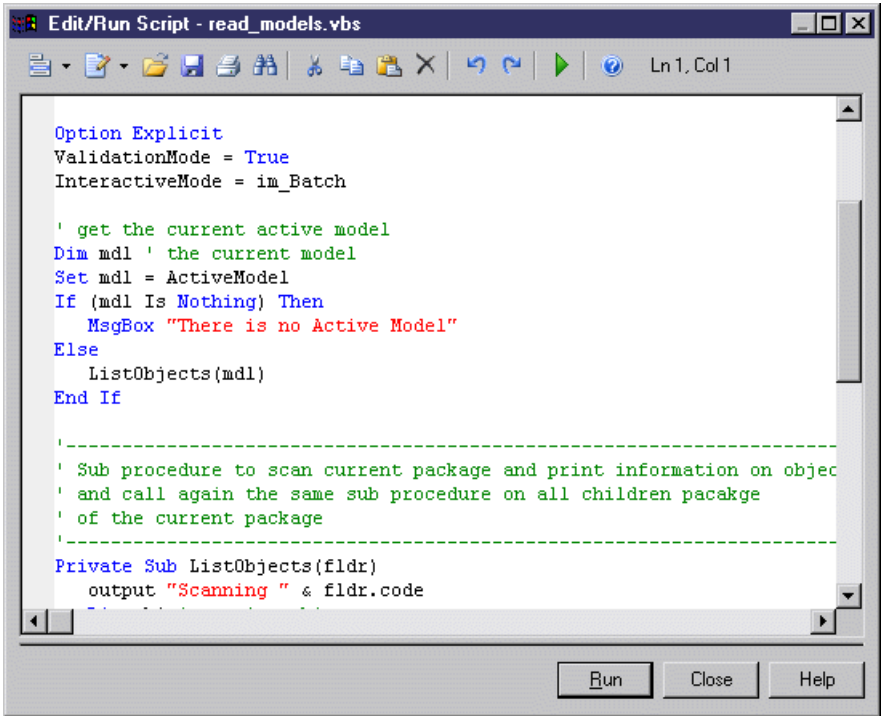 Edit/Run Script - read_models.vbs
Ln 1, Col 1
Option Explicit
ValidationMode = True
InteractiveMode = im_Batch
' get the current active model
Dim mdl ' the current model
Set mdl = ActiveModel
If (mdl Is Nothing) Then
   MsgBox "There is no Active Model"
Else
   ListObjects(mdl)
End If
'-----------------------------------------------------------
' Sub procedure to scan current package and print information on objec
' and call again the same sub procedure on all children pacakge
' of the current package
'-----------------------------------------------------------
Private Sub ListObjects(fldr)
   output "Scanning " & fldr.code
Run
Close
Help